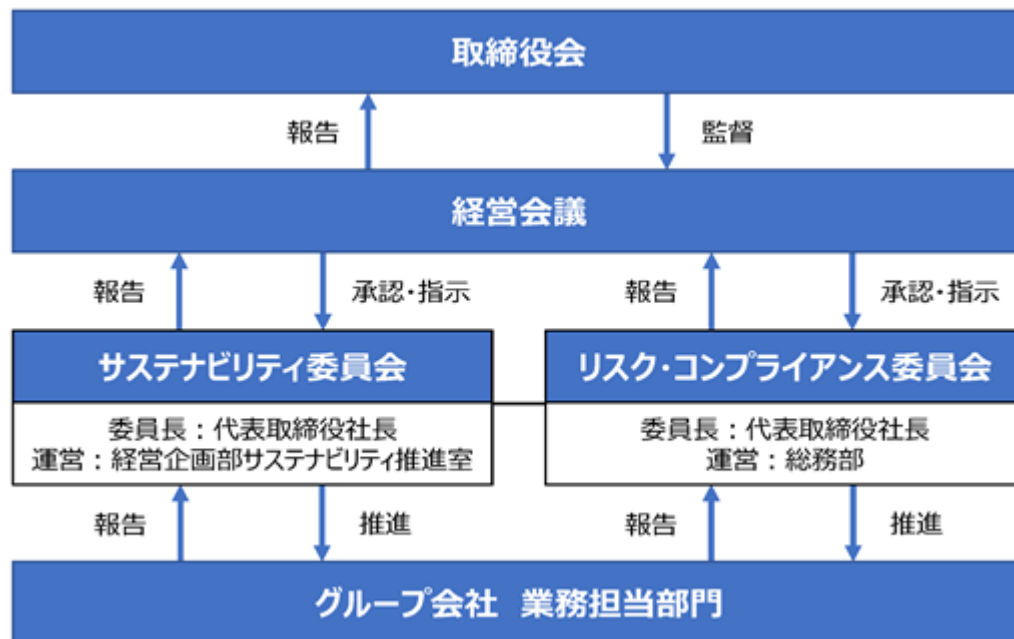 取締役会
報告
監督
経営会議
報告
承認・指示
報告
承認・指示
サステナビリティ委員会
委員長：代表取締役社長
運営：経営企画部サステナビリティ推進室
リスク・コンプライアンス委員会
委員長：代表取締役社長
運営：総務部
報告
推進
報告
推進
グループ会社　業務担当部門